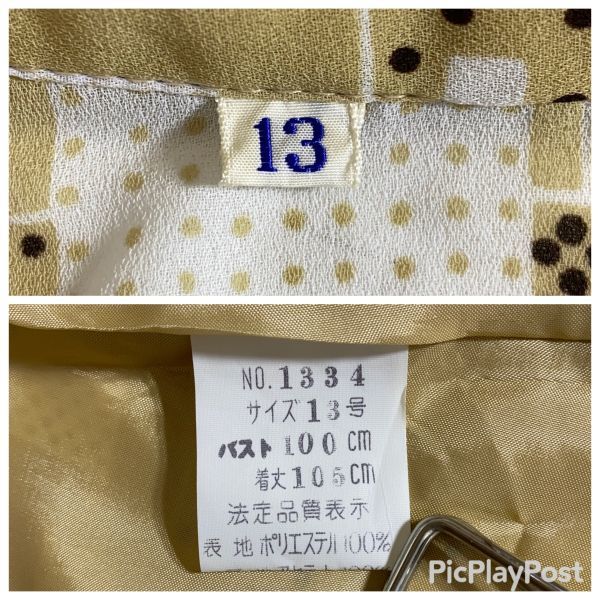 13
NO.1334
サイズ13号
バスト100cm
着丈105cm
法定品質表示
表地ポリエステル100%
PicPlayPost